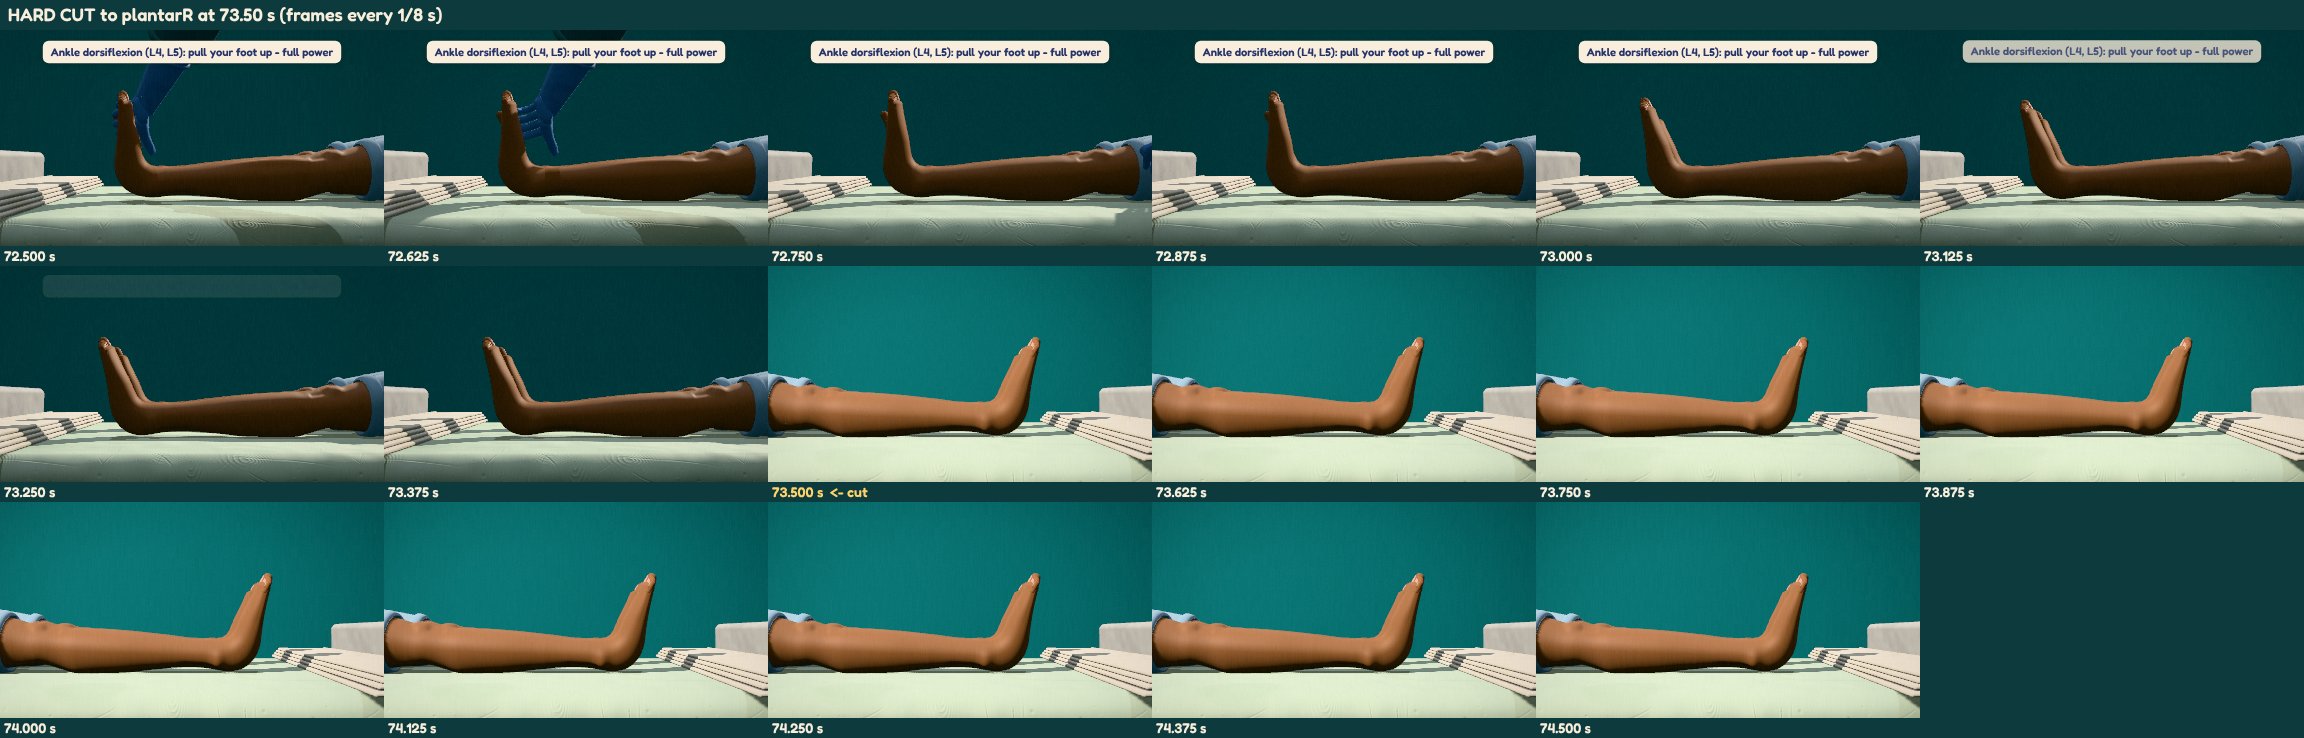 HARD CUT to plantarR at 73.50 s (frames every 1/8 s)
Ankle dorsiflexion (L4, L5): pull your foot up - full power
Ankle dorsiflexion (L4, L5): pull your foot up - full power
Ankle dorsiflexion (L4, L5): pull your foot up - full power
Ankle dorsiflexion (L4, L5): pull your foot up - full power
Ankle dorsiflexion (L4, L5): pull your foot up - full power
Ankle dorsiflexion (L4, L5): pull your foot up - full power
72.500 s
72.625 s
72.750 s
72.875 s
73.000 s
73.125 s
73.250 s
73.375 s
73.500 s <- cut
73.625 s
73.750 s
73.875 s
74.000 s
74.125 s
74.250 s
74.375 s
74.500 s